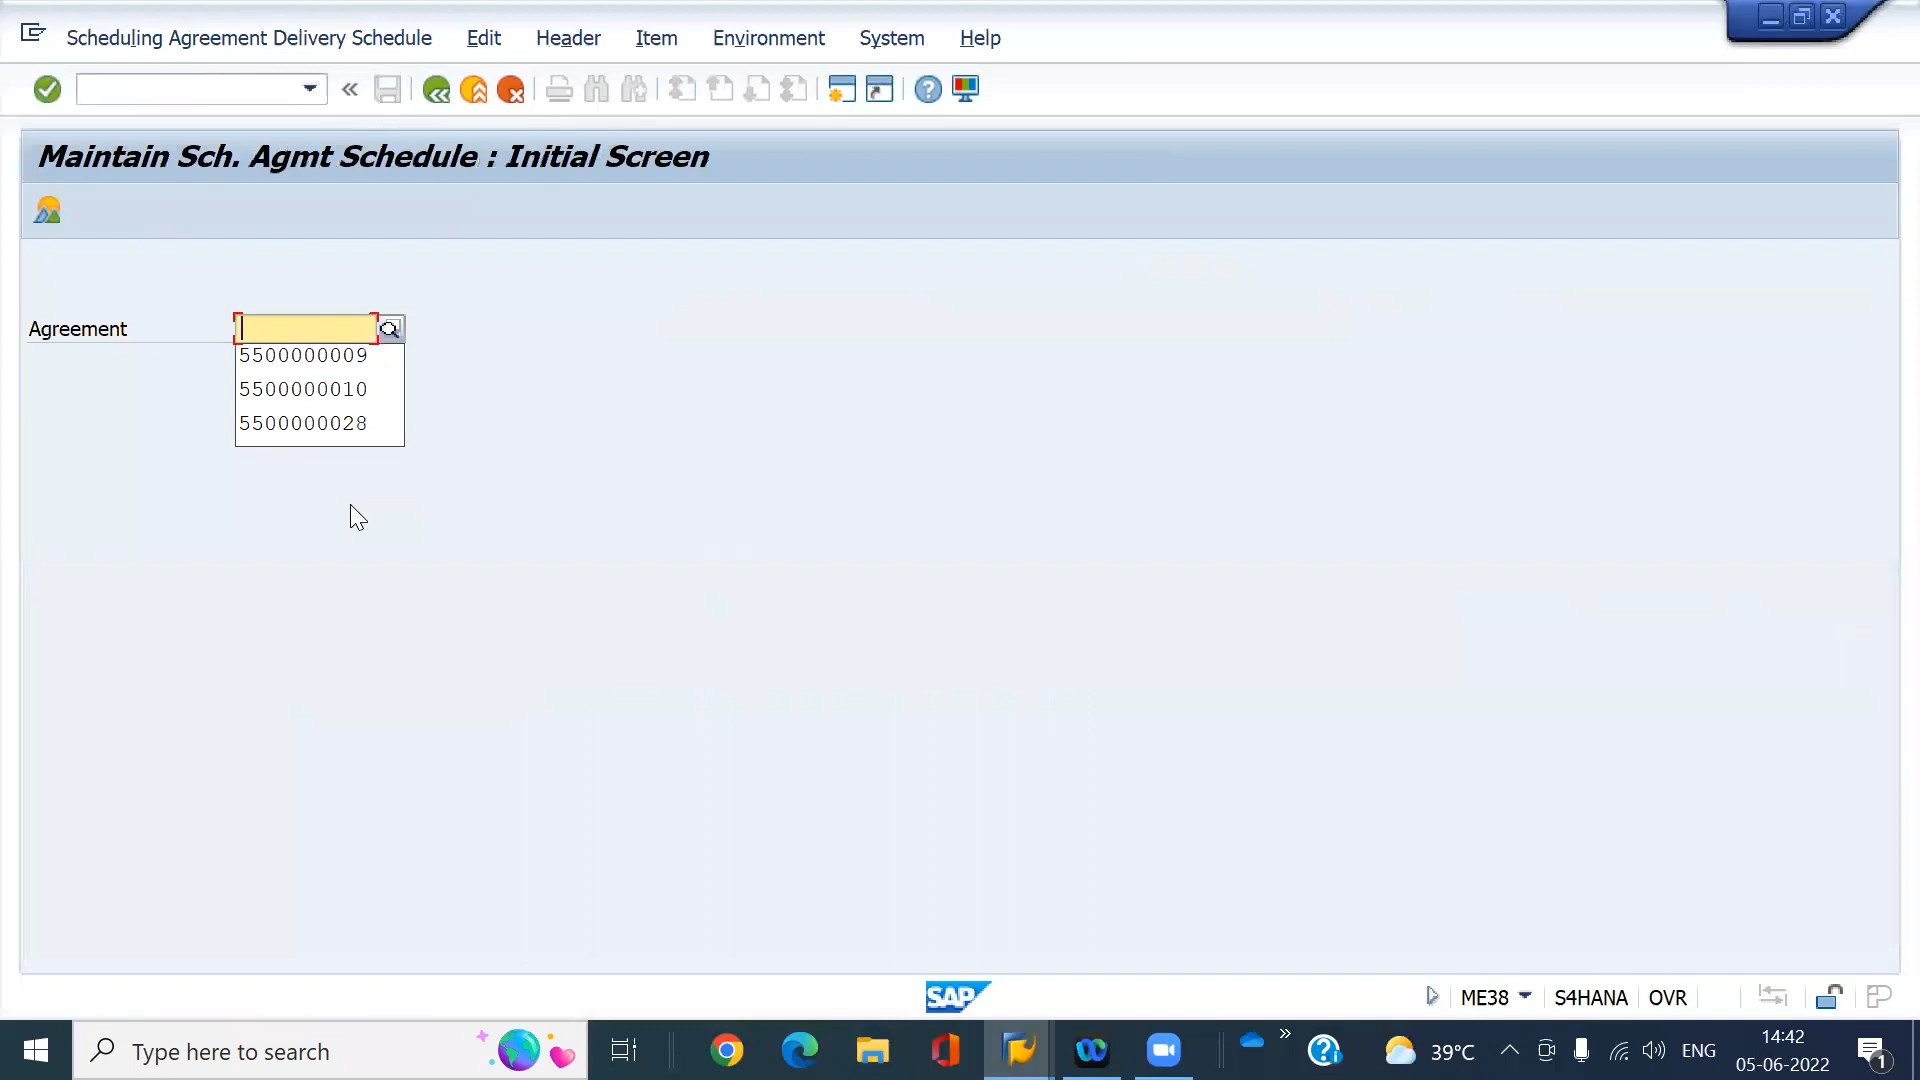 Scheduling Agreement Delivery Schedule Edit Header Item Environment System Help
Maintain Sch. Agmt Schedule : Initial Screen
Agreement
5500000009
5500000010
5500000028
SAP
ME38 S4HANA OVR
Type here to search
39°C
ENG
14:42
05-06-2022
1